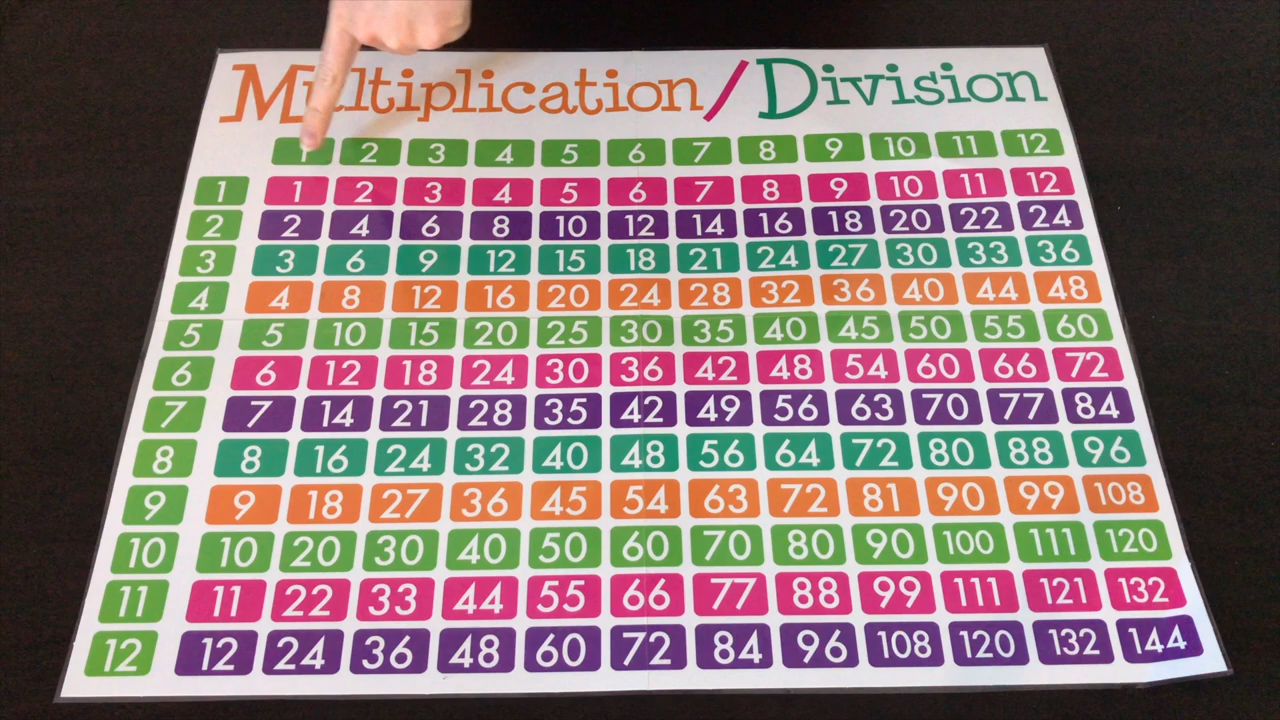 Multiplication/Division
1 2 3 4 5 6 7 8 9 10 11 12
1 1 2 3 4 5 6 7 8 9 10 11 12
2 2 4 6 8 10 12 14 16 18 20 22 24
3 3 6 9 12 15 18 21 24 27 30 33 36
4 4 8 12 16 20 24 28 32 36 40 44 48
5 5 10 15 20 25 30 35 40 45 50 55 60
6 6 12 18 24 30 36 42 48 54 60 66 72
7 7 14 21 28 35 42 49 56 63 70 77 84
8 8 16 24 32 40 48 56 64 72 80 88 96
9 9 18 27 36 45 54 63 72 81 90 99 108
10 10 20 30 40 50 60 70 80 90 100 111 120
11 11 22 33 44 55 66 77 88 99 111 121 132
12 12 24 36 48 60 72 84 96 108 120 132 144